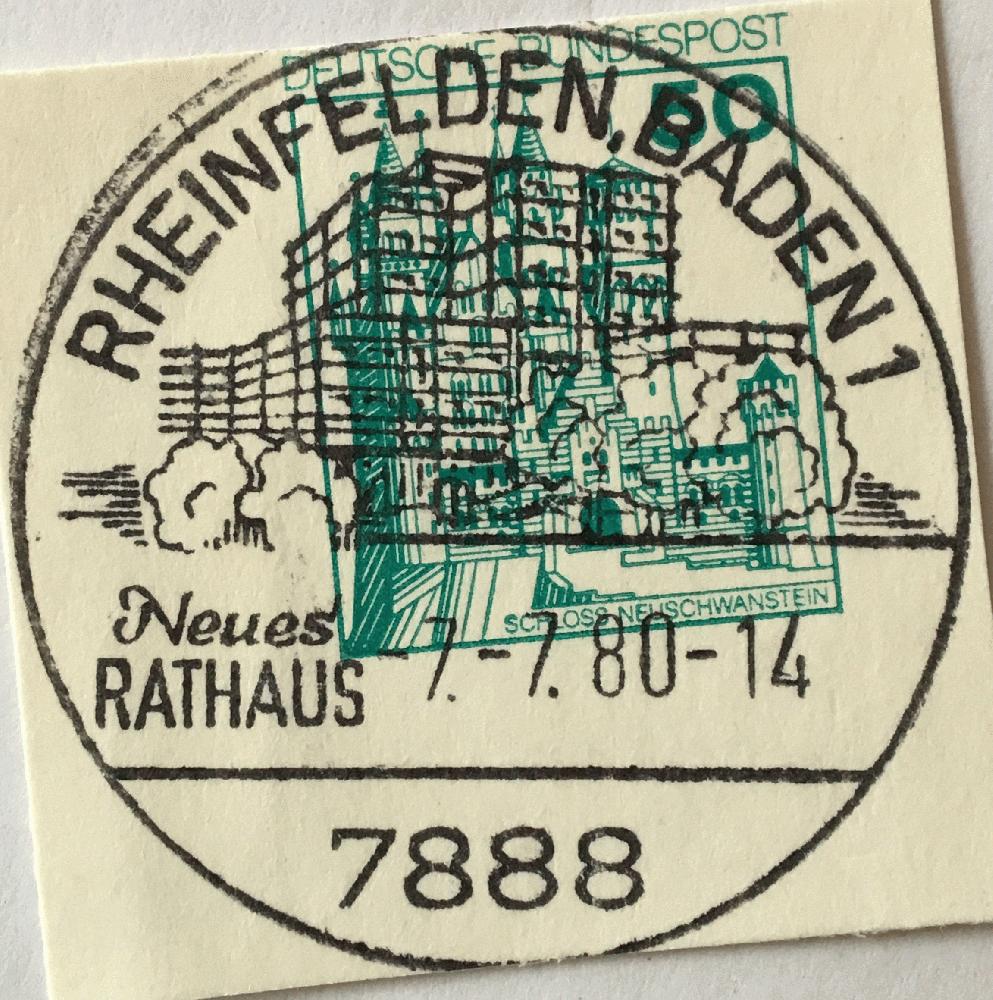 DEUTSCHE BUNDESPOST
50
RHEINFELDEN, BADEN 1
SCHLOSS NEUSCHWANSTEIN
Neues
RATHAUS
-7.-7.80-14
7888